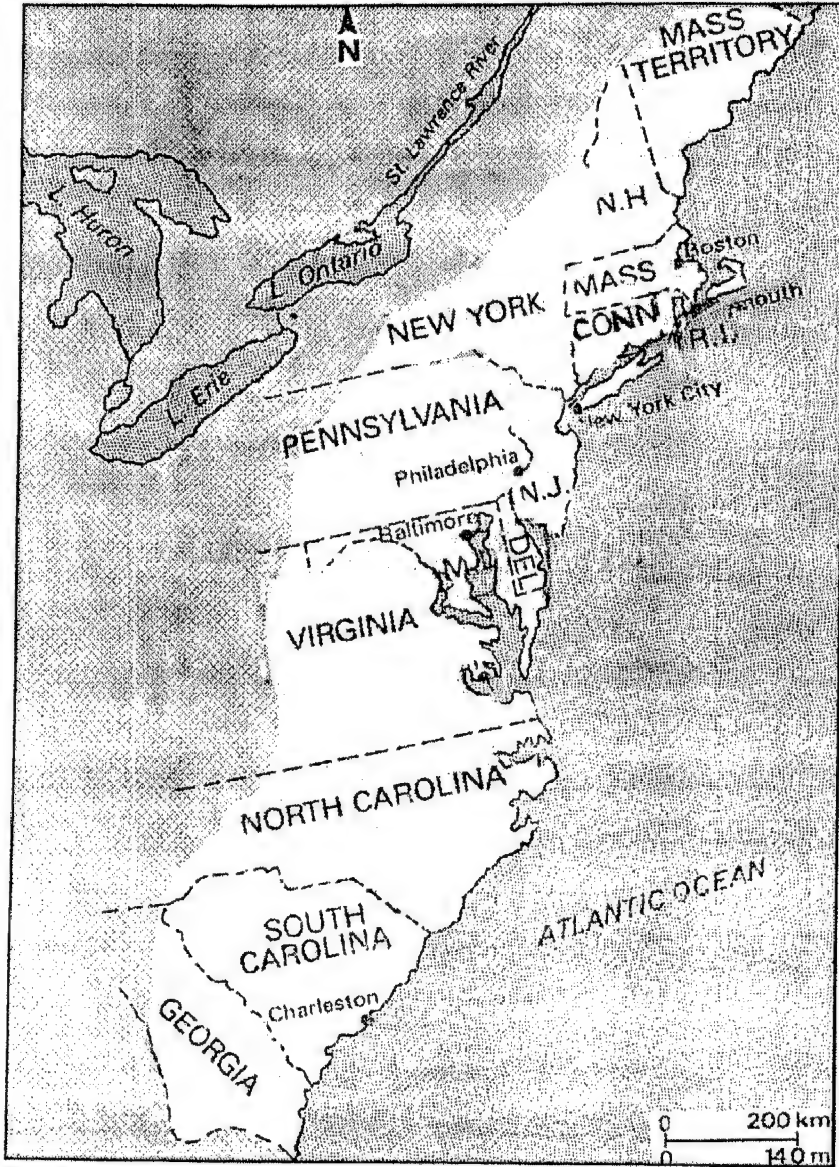 N
MASS
TERRITORY
St. Lawrance River
L. Huron
N.H
L. Ontario
Boston
MASS
NEW YORK
CONN
R.I.
L. Erie
New York City
PENNSYLVANIA
Philadelphia
N.J.
Baltimore
DEL
M
VIRGINIA
NORTH CAROLINA
ATLANTIC OCEAN
SOUTH
CAROLINA
Charleston
GEORGIA
0 200 km
0 140 m